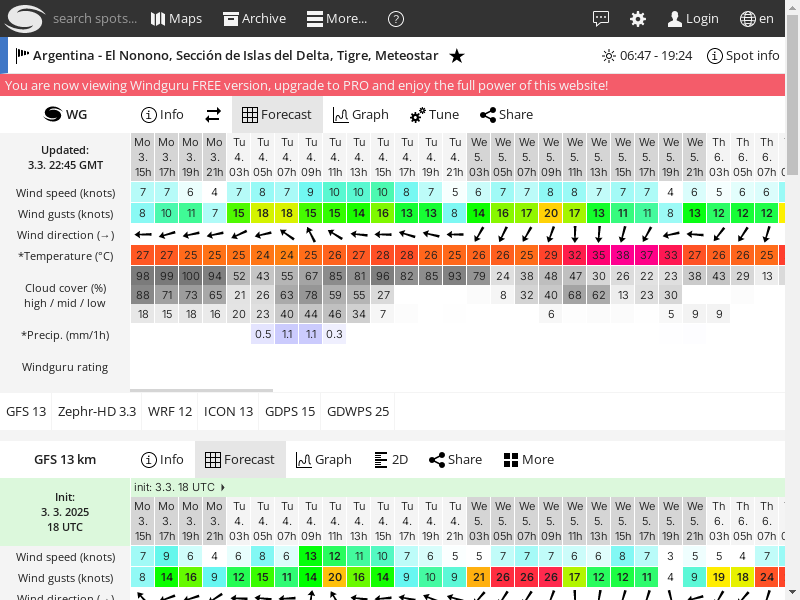 search spots... Maps Archive More... Login en
Argentina - El Nonono, Sección de Islas del Delta, Tigre, Meteostar 06:47 - 19:24 Spot info
You are now viewing Windguru FREE version, upgrade to PRO and enjoy the full power of this website!
WG Info Forecast Graph Tune Share
Updated:
3.3. 22:45 GMT
Mo Mo Mo Mo Tu Tu Tu Tu Tu Tu Tu Tu Tu Tu We We We We We We We We We We Th Th Th
3. 3. 3. 3. 4. 4. 4. 4. 4. 4. 4. 4. 4. 4. 5. 5. 5. 5. 5. 5. 5. 5. 5. 5. 6. 6. 6.
15h 17h 19h 21h 03h 05h 07h 09h 11h 13h 15h 17h 19h 21h 03h 05h 07h 09h 11h 13h 15h 17h 19h 21h 03h 05h 07h
Wind speed (knots) 7 7 6 4 7 8 7 9 10 10 10 8 7 5 6 7 7 8 8 7 7 7 4 6 5 6 6
Wind gusts (knots) 8 10 11 7 15 18 18 15 15 14 16 13 13 8 14 16 17 20 17 13 11 11 8 13 12 12 12
Wind direction (→)
*Temperature (°C) 27 27 25 25 25 24 24 25 26 27 28 28 26 25 26 26 25 29 32 35 38 37 33 27 26 26 25
Cloud cover (%)
high / mid / low
98 99 100 94 52 43 55 67 85 81 96 82 85 93 79 24 38 48 47 30 26 22 23 38 43 29 13
88 71 73 65 21 26 63 78 59 55 27 8 32 40 68 62 13 23 30
18 15 18 16 20 23 40 44 46 34 7 6 5 9 9
*Precip. (mm/1h) 0.5 1.1 1.1 0.3
Windguru rating
GFS 13 Zephr-HD 3.3 WRF 12 ICON 13 GDPS 15 GDWPS 25
GFS 13 km Info Forecast Graph 2D Share More
init: 3.3. 18 UTC
Init:
3. 3. 2025
18 UTC
Mo Mo Mo Mo Tu Tu Tu Tu Tu Tu Tu Tu Tu Tu We We We We We We We We We We Th Th Th
3. 3. 3. 3. 4. 4. 4. 4. 4. 4. 4. 4. 4. 4. 5. 5. 5. 5. 5. 5. 5. 5. 5. 5. 6. 6. 6.
15h 17h 19h 21h 03h 05h 07h 09h 11h 13h 15h 17h 19h 21h 03h 05h 07h 09h 11h 13h 15h 17h 19h 21h 03h 05h 07h
Wind speed (knots) 7 9 6 4 6 8 6 13 12 11 10 7 6 5 5 7 7 7 6 6 8 7 3 5 5 4 7
Wind gusts (knots) 8 14 16 9 12 15 11 14 20 16 14 9 10 9 21 26 26 26 17 12 12 11 4 9 19 18 24
Wind direction (→)